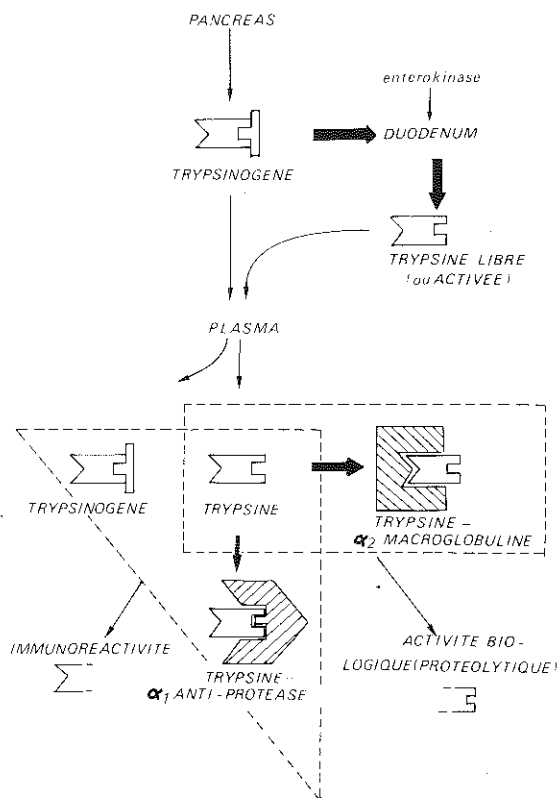 PANCREAS
enterokinase
DUODENUM
TRYPSINOGENE
TRYPSINE LIBRE
(ou ACTIVEE)
PLASMA
TRYPSINOGENE
TRYPSINE
TRYPSINE -
α2 MACROGLOBULINE
IMMUNOREACTIVITE
TRYPSINE -
α1 ANTI-PROTEASE
ACTIVITE BIO-
LOGIQUE (PROTEOLYTIQUE)